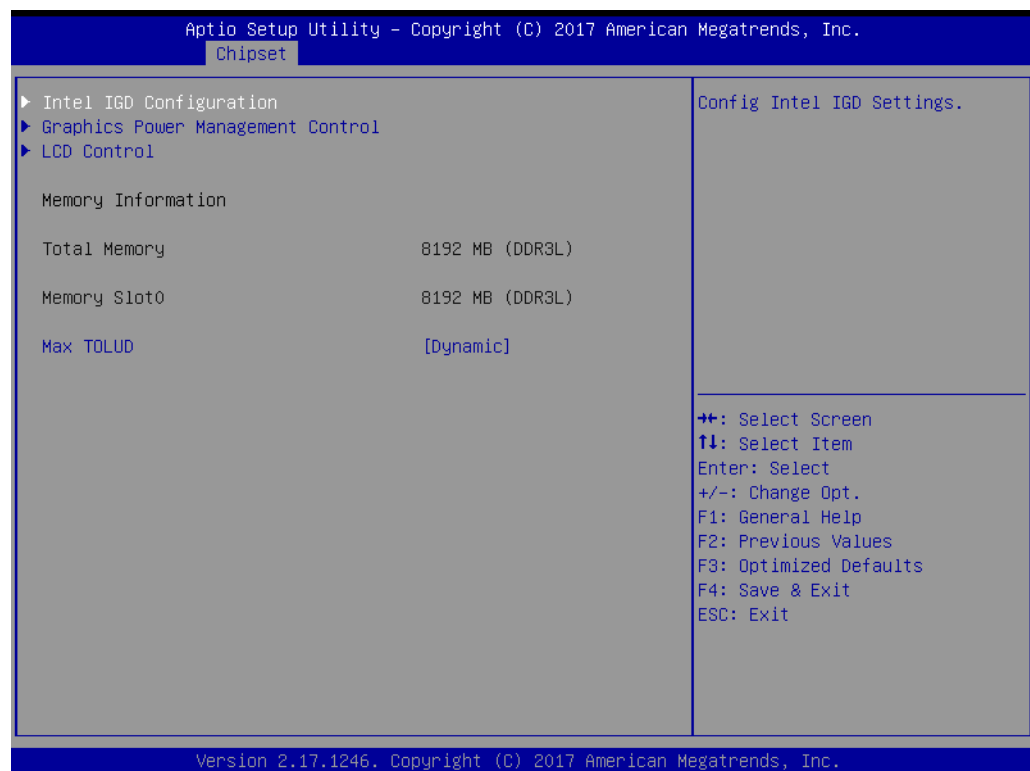 Aptio Setup Utility – Copyright (C) 2017 American Megatrends, Inc.
Chipset
▶ Intel IGD Configuration
▶ Graphics Power Management Control
▶ LCD Control
Memory Information
Total Memory 8192 MB (DDR3L)
Memory Slot0 8192 MB (DDR3L)
Max TOLUD [Dynamic]
Config Intel IGD Settings.
→←: Select Screen
↑↓: Select Item
Enter: Select
+/-: Change Opt.
F1: General Help
F2: Previous Values
F3: Optimized Defaults
F4: Save & Exit
ESC: Exit
Version 2.17.1246. Copyright (C) 2017 American Megatrends, Inc.